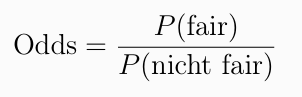 Odds = P(fair) / P(nicht fair)